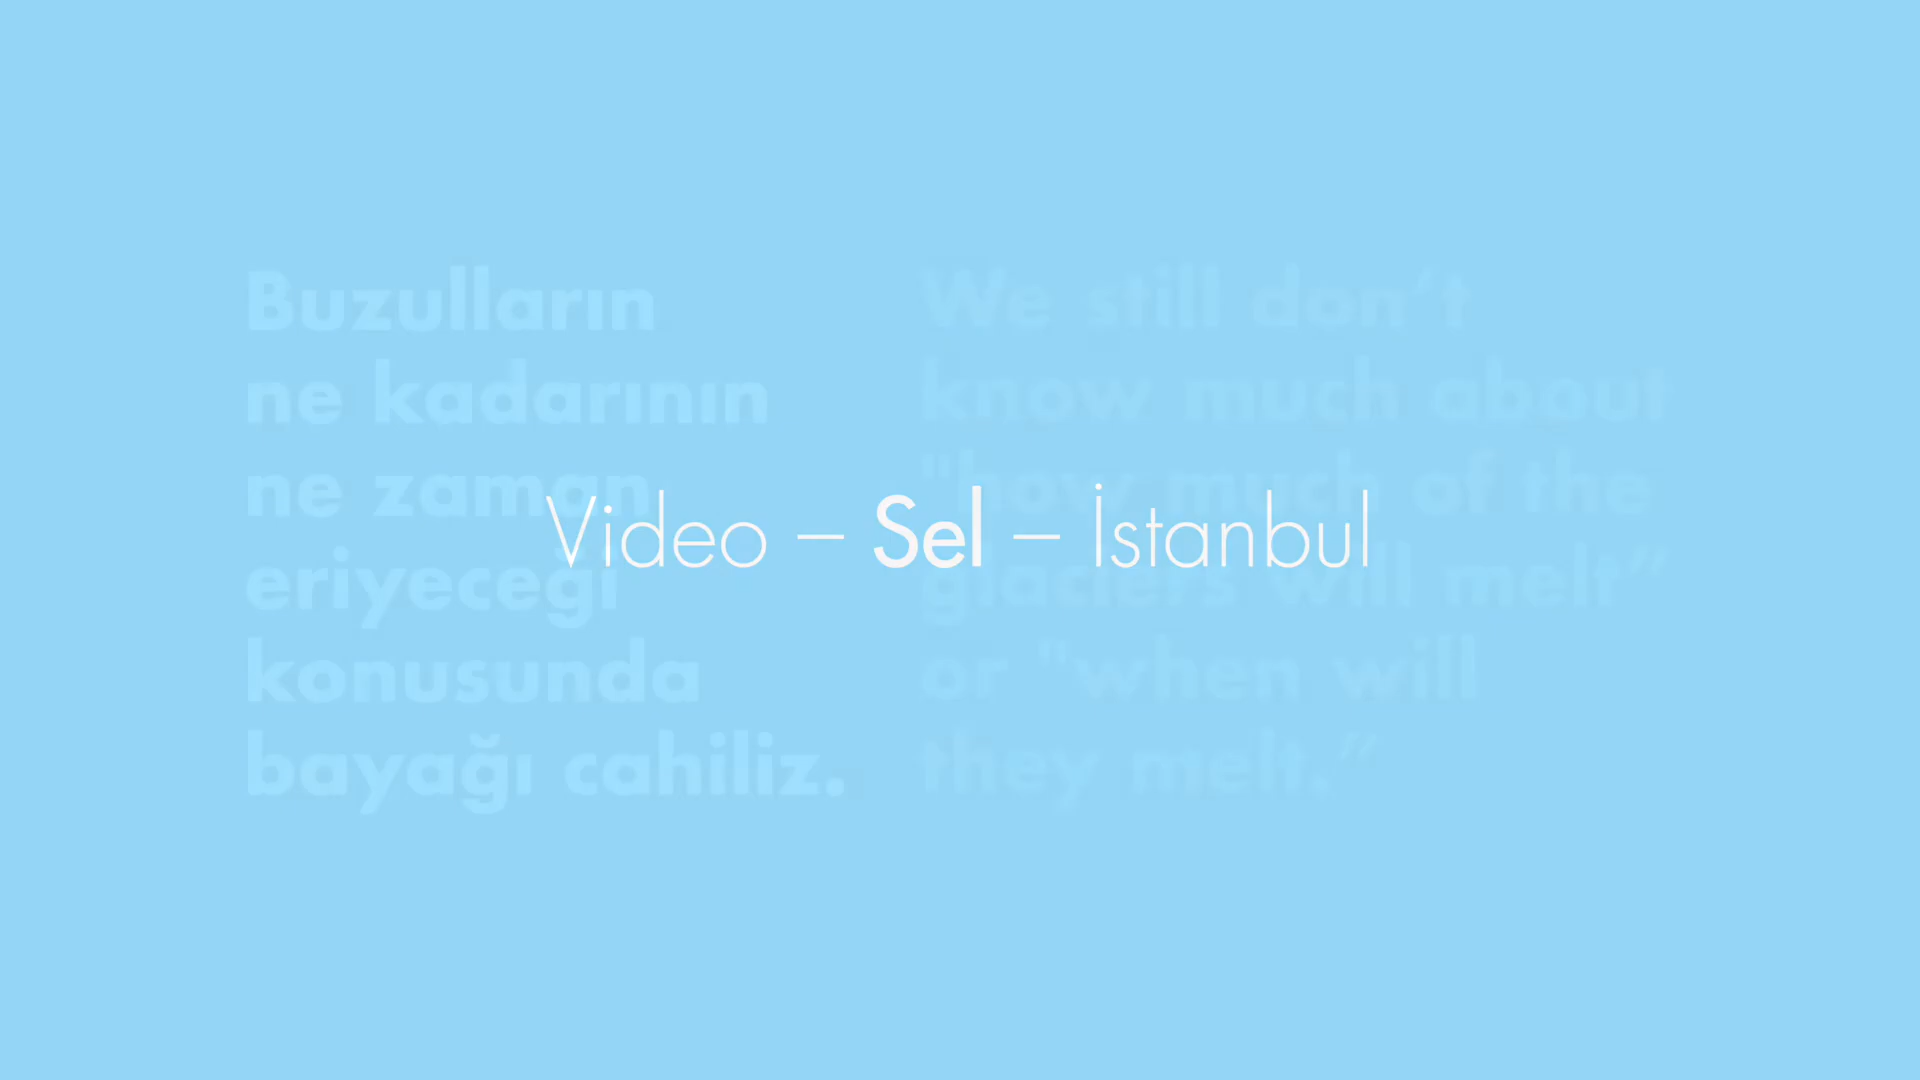 Buzulların
ne kadarının
ne zaman
eriyeceği
konusunda
bayağı cahiliz.
We still don‘t
know much about
"how much of the
glaciers will melt”
or "when will
they melt.”
Video – Sel – İstanbul